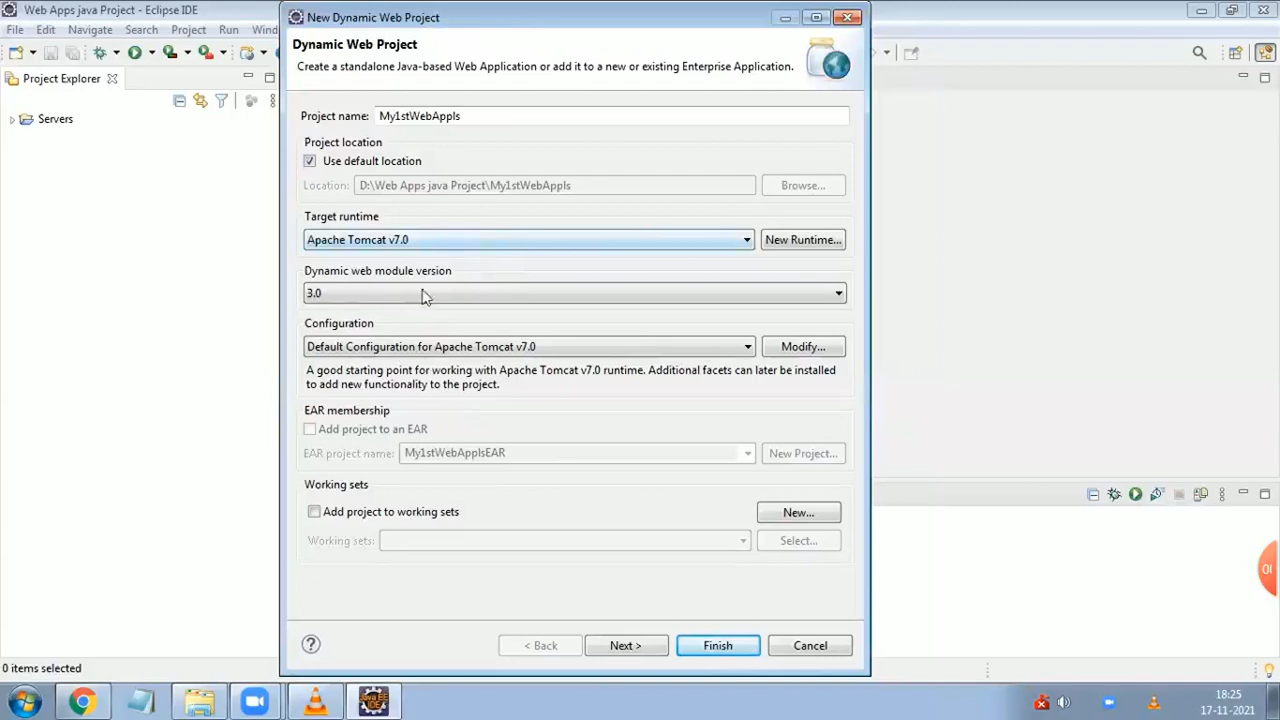 Web Apps java Project - Eclipse IDE
New Dynamic Web Project
File Edit Navigate Search Project Run Wind
Dynamic Web Project
Create a standalone Java-based Web Application or add it to a new or existing Enterprise Application.
Project Explorer
Servers
Project name: My1stWebAppls
Project location
Use default location
Location: D:\Web Apps java Project\My1stWebAppls Browse...
Target runtime
Apache Tomcat v7.0 New Runtime...
Dynamic web module version
3.0
Configuration
Default Configuration for Apache Tomcat v7.0 Modify...
A good starting point for working with Apache Tomcat v7.0 runtime. Additional facets can later be installed
to add new functionality to the project.
EAR membership
Add project to an EAR
EAR project name: My1stWebApplsEAR New Project...
Working sets
Add project to working sets New...
Working sets: Select...
< Back Next > Finish Cancel
0 items selected
Java EE
IDE
18:25
17-11-2021